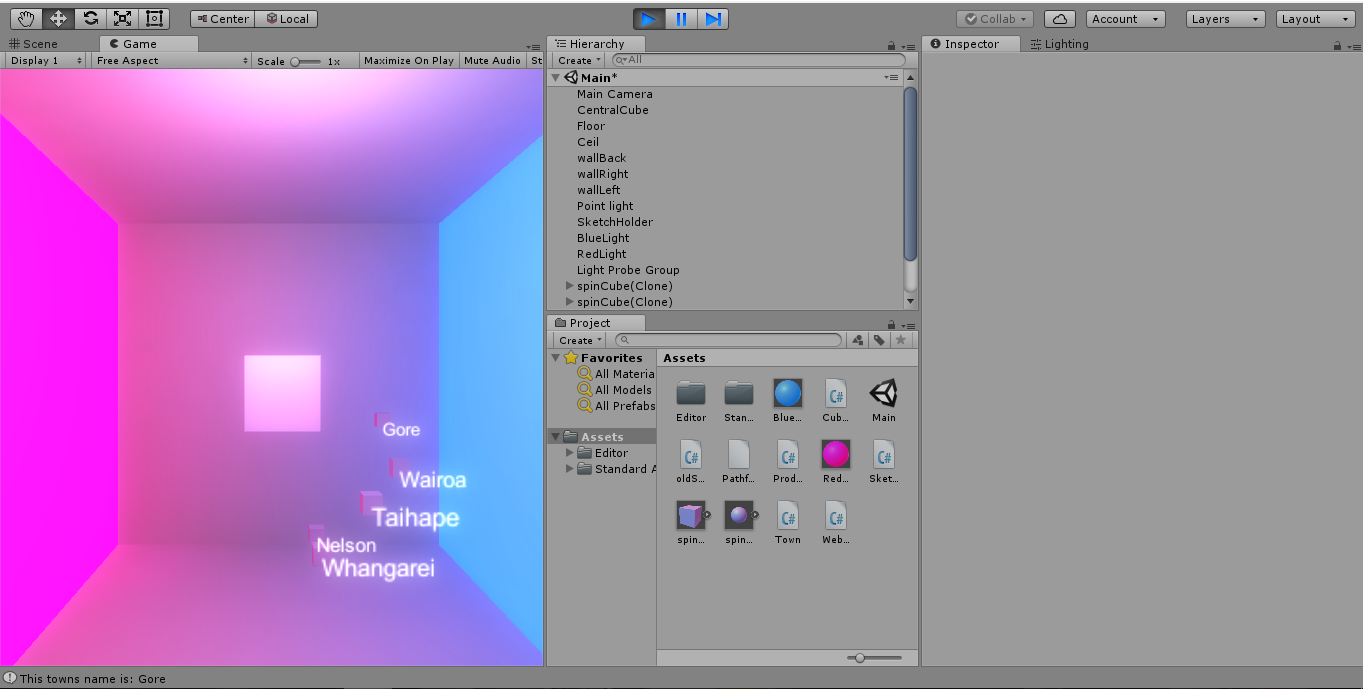 Center Local Collab Account Layers Layout
Scene Game
Display 1 Free Aspect Scale 1x Maximize On Play Mute Audio St
Gore
Wairoa
Taihape
Nelson
Whangarei
Hierarchy
Create All
Main*
Main Camera
CentralCube
Floor
Ceil
wallBack
wallRight
wallLeft
Point light
SketchHolder
BlueLight
RedLight
Light Probe Group
spinCube(Clone)
spinCube(Clone)
Project
Create
Favorites
All Materia
All Models
All Prefabs
Assets
Editor
Standard A
Assets
Editor Stan... Blue... C# Cub... Main
C# oldS... Pathf... C# Prod... Red... C# Sket...
spin... spin... C# Town C# Web...
Inspector Lighting
This towns name is: Gore